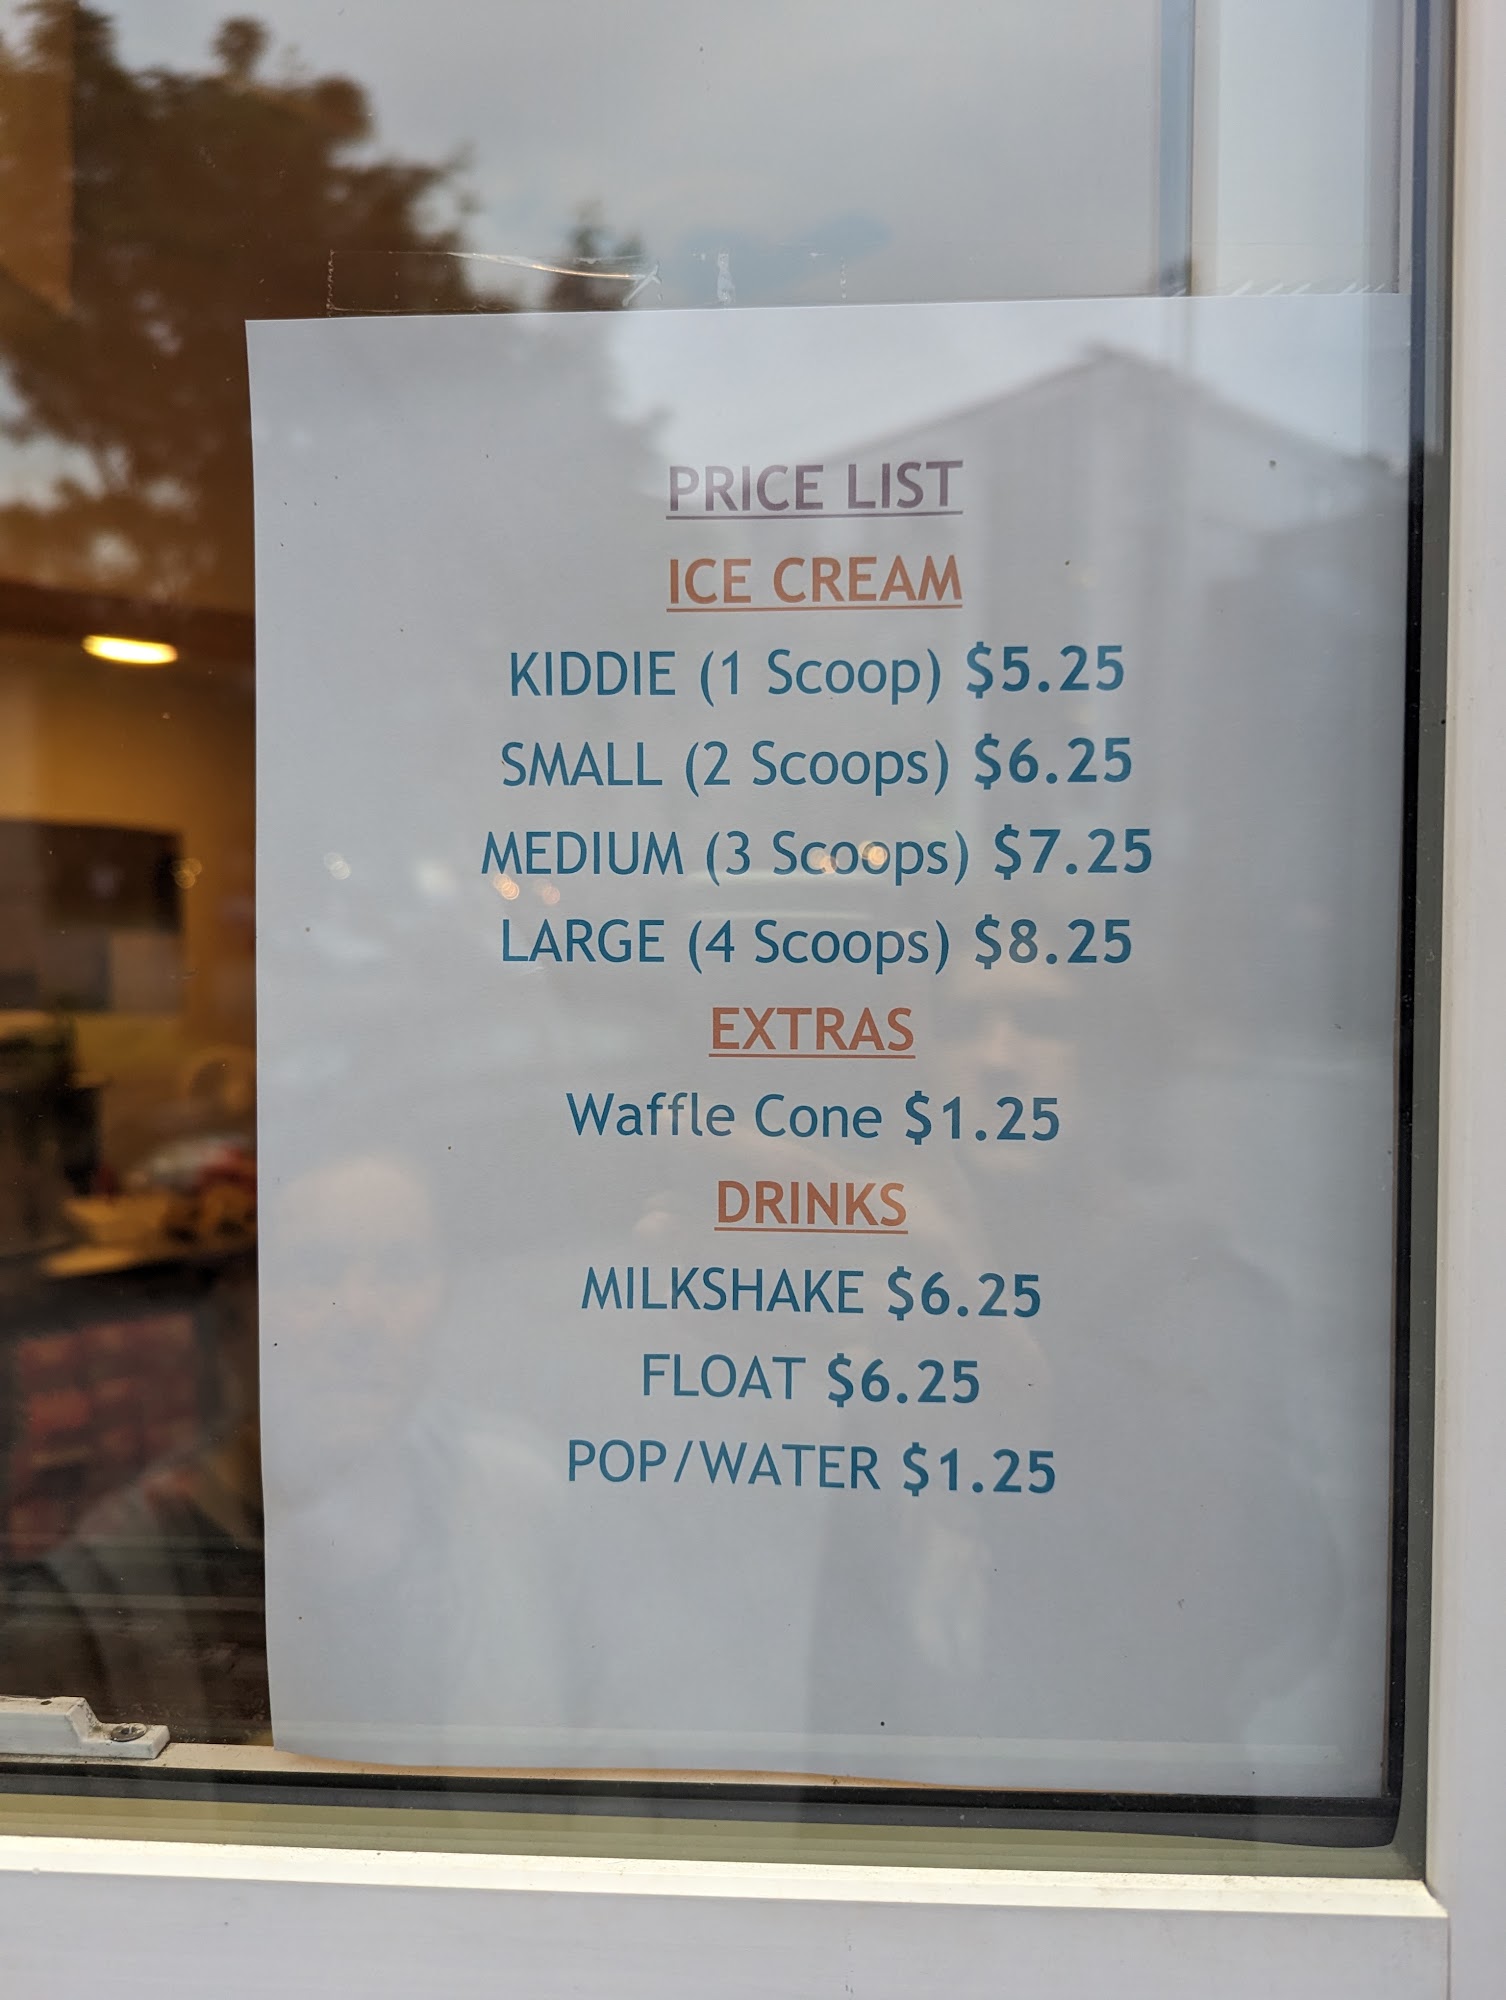 PRICE LIST
ICE CREAM
KIDDIE (1 Scoop) $5.25
SMALL (2 Scoops) $6.25
MEDIUM (3 Scoops) $7.25
LARGE (4 Scoops) $8.25
EXTRAS
Waffle Cone $1.25
DRINKS
MILKSHAKE $6.25
FLOAT $6.25
POP/WATER $1.25